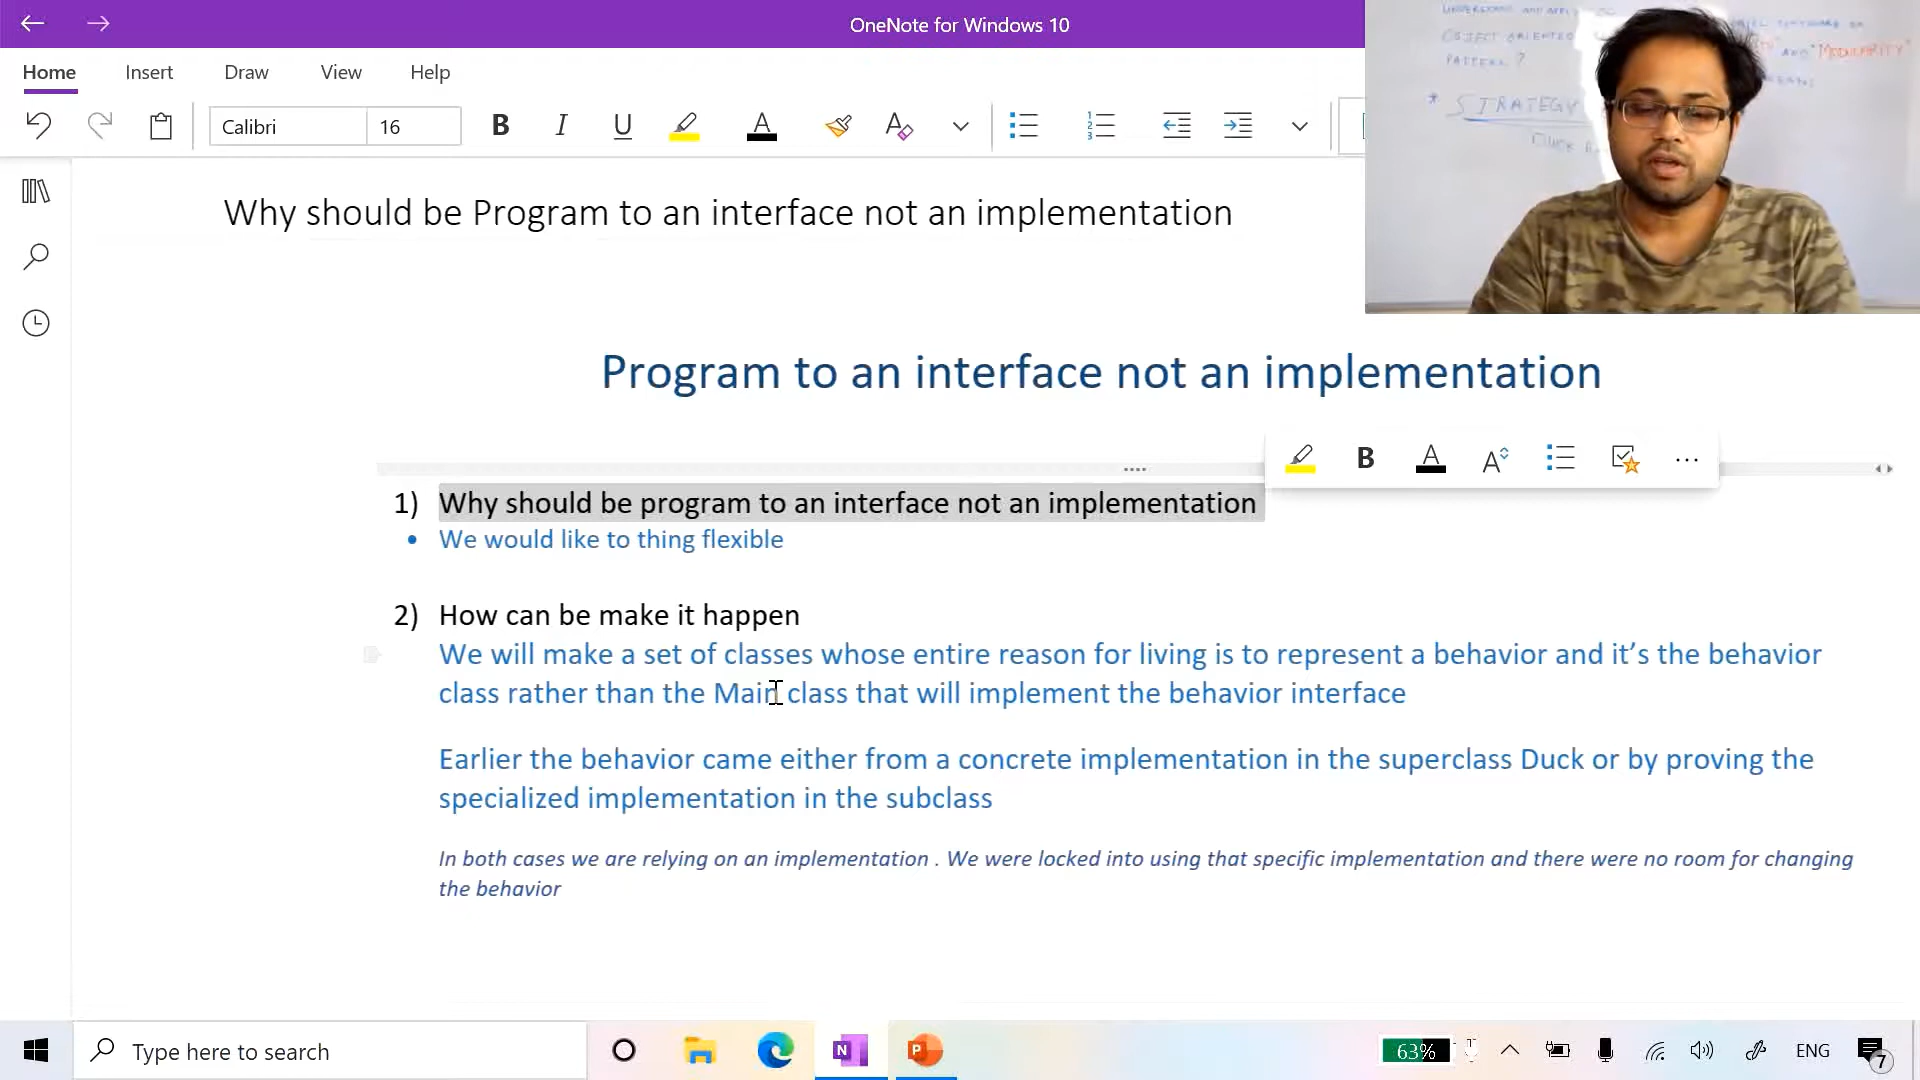 OneNote for Windows 10
Home Insert Draw View Help
Calibri 16 B I U A A
Why should be Program to an interface not an implementation
Program to an interface not an implementation
B A A ...
1) Why should be program to an interface not an implementation
• We would like to thing flexible
2) How can be make it happen
We will make a set of classes whose entire reason for living is to represent a behavior and it's the behavior
class rather than the Main class that will implement the behavior interface
Earlier the behavior came either from a concrete implementation in the superclass Duck or by proving the
specialized implementation in the subclass
In both cases we are relying on an implementation . We were locked into using that specific implementation and there were no room for changing
the behavior
OBJECT ORIENTED
PATTERN ?
AND "MODULARITY"
* STRATEGY
DUCK
Type here to search
N P 63% ENG 7